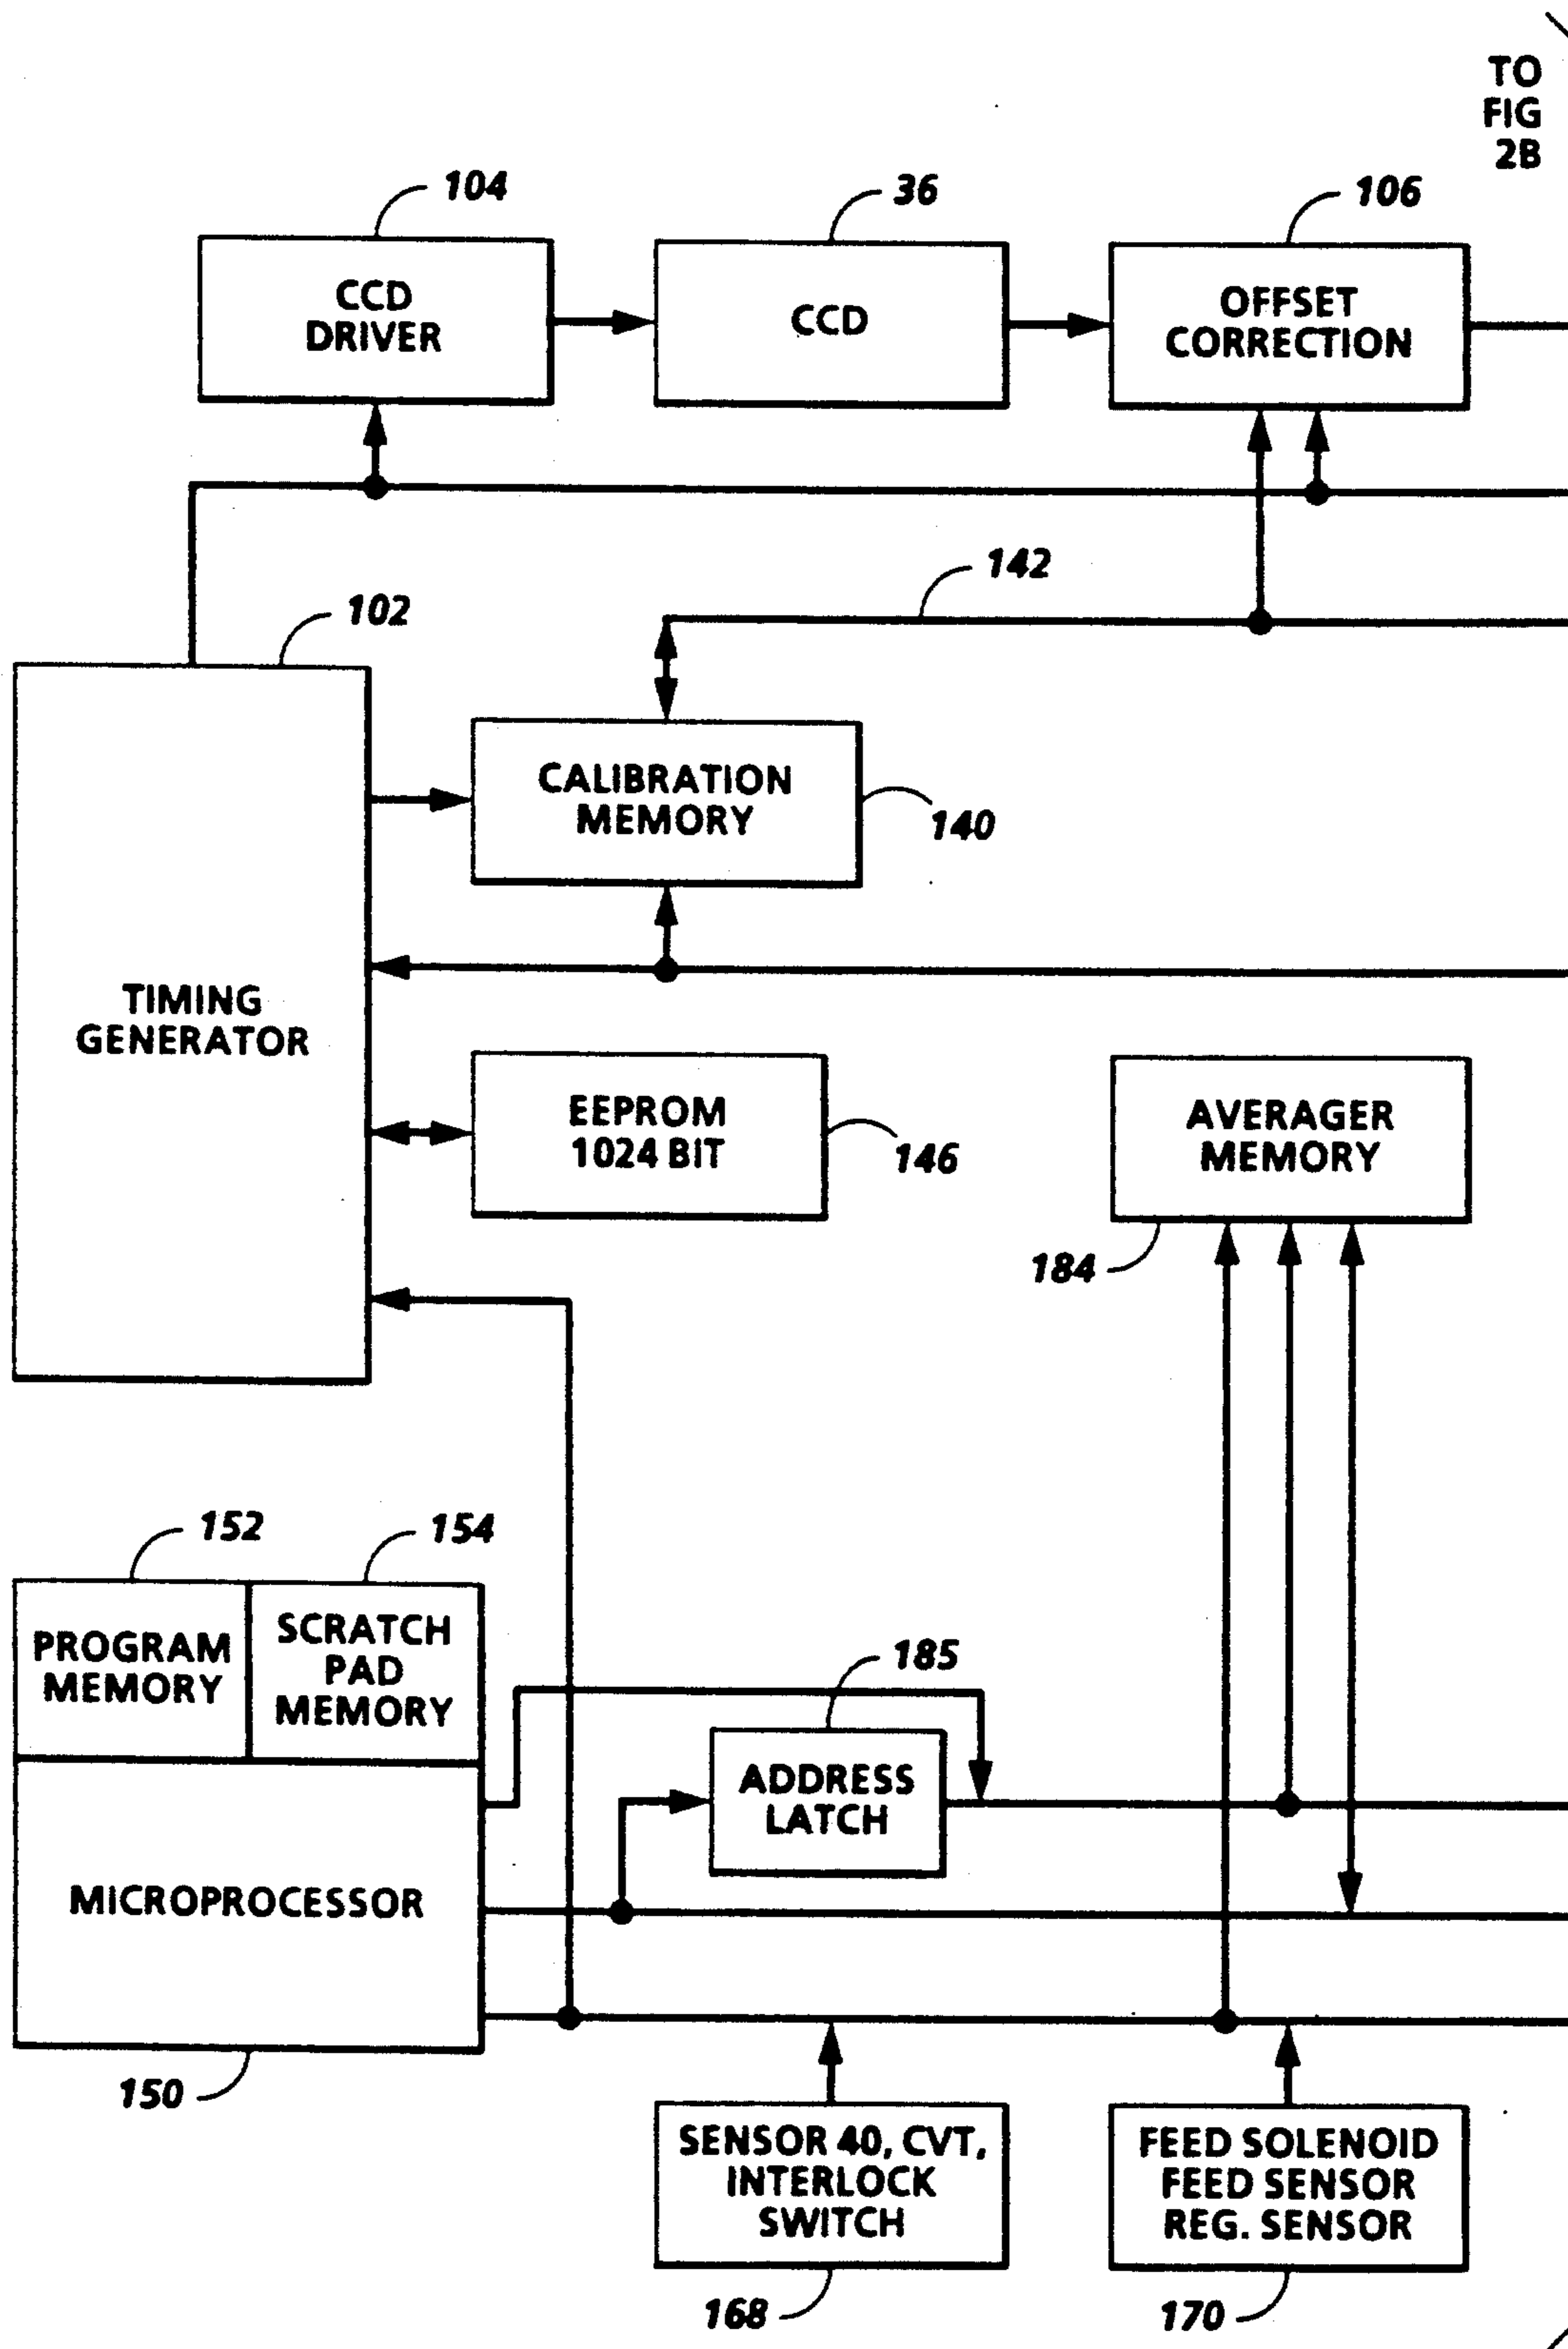 TO
FIG
2B
104
36
106
CCD
DRIVER
CCD
OFFSET
CORRECTION
142
102
CALIBRATION
MEMORY
140
TIMING
GENERATOR
EEPROM
1024 BIT
146
AVERAGER
MEMORY
184
152
154
PROGRAM
MEMORY
SCRATCH
PAD
MEMORY
185
ADDRESS
LATCH
MICROPROCESSOR
150
SENSOR 40, CVT,
INTERLOCK
SWITCH
FEED SOLENOID
FEED SENSOR
REG. SENSOR
168
170